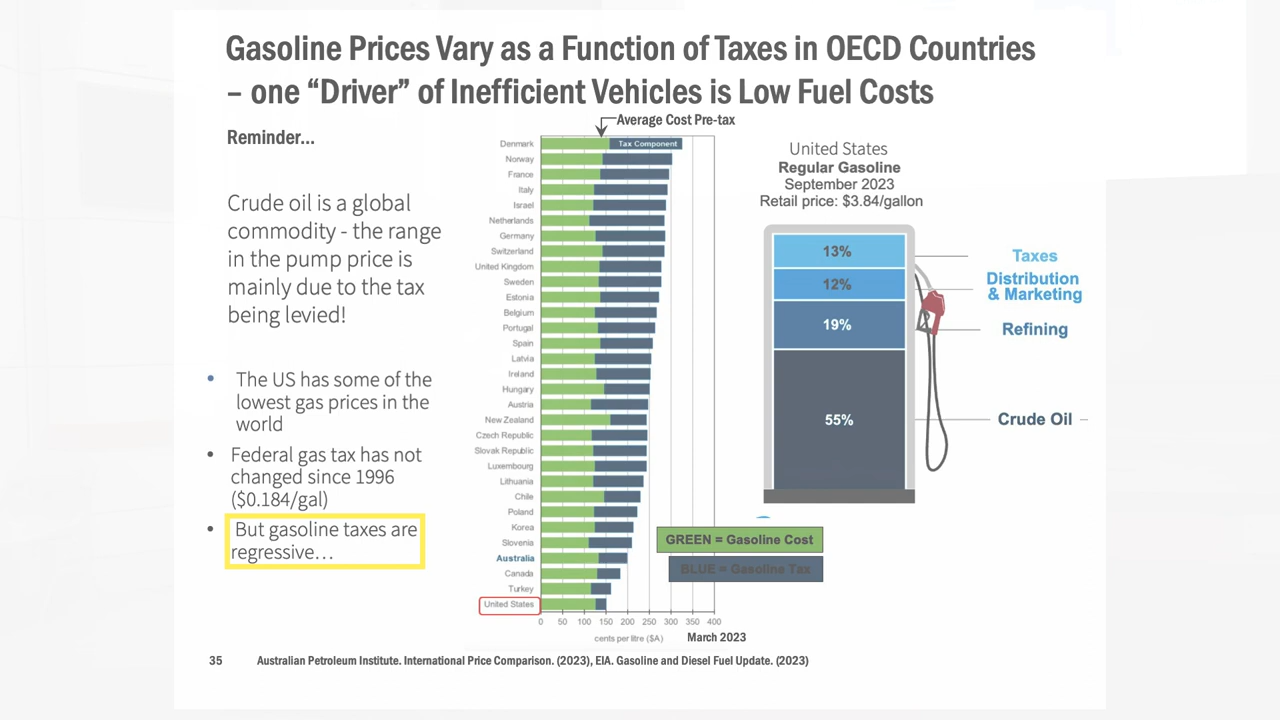 Gasoline Prices Vary as a Function of Taxes in OECD Countries
– one “Driver” of Inefficient Vehicles is Low Fuel Costs
Reminder...
Crude oil is a global
commodity - the range
in the pump price is
mainly due to the tax
being levied!
• The US has some of the
lowest gas prices in the
world
• Federal gas tax has not
changed since 1996
($0.184/gal)
• But gasoline taxes are
regressive…
Average Cost Pre-tax
Denmark
Tax Component
Norway
France
Italy
Israel
Netherlands
Germany
Switzerland
United Kingdom
Sweden
Estonia
Belgium
Portugal
Spain
Latvia
Ireland
Hungary
Austria
New Zealand
Czech Republic
Slovak Republic
Luxembourg
Lithuania
Chile
Poland
Korea
Slovenia
Australia
Canada
Turkey
United States
0 50 100 150 200 250 300 350 400
cents per litre ($A)
March 2023
GREEN = Gasoline Cost
BLUE = Gasoline Tax
United States
Regular Gasoline
September 2023
Retail price: $3.84/gallon
13%
Taxes
12%
Distribution
& Marketing
19%
Refining
55%
Crude Oil
35
Australian Petroleum Institute. International Price Comparison. (2023), EIA. Gasoline and Diesel Fuel Update. (2023)